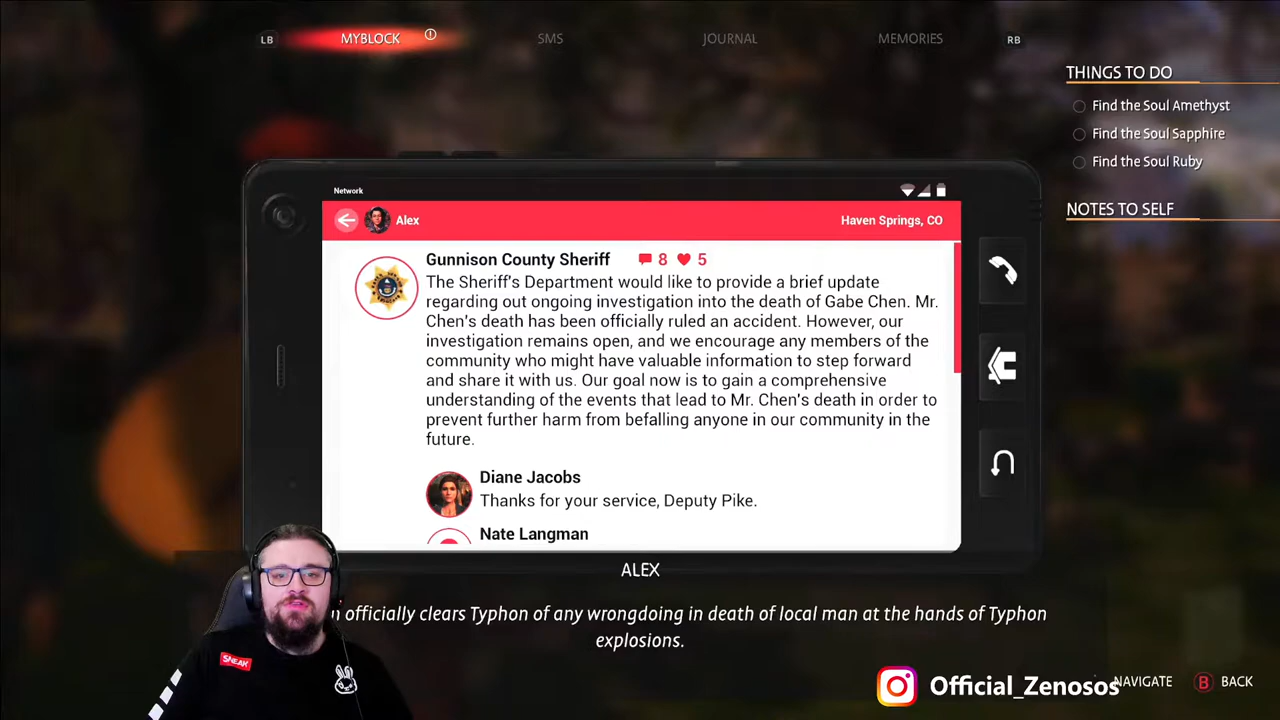 LB MYBLOCK SMS JOURNAL MEMORIES RB
THINGS TO DO
Find the Soul Amethyst
Find the Soul Sapphire
Find the Soul Ruby
NOTES TO SELF
Network
Alex Haven Springs, CO
Gunnison County Sheriff 8 5
The Sheriff's Department would like to provide a brief update
regarding out ongoing investigation into the death of Gabe Chen. Mr.
Chen's death has been officially ruled an accident. However, our
investigation remains open, and we encourage any members of the
community who might have valuable information to step forward
and share it with us. Our goal now is to gain a comprehensive
understanding of the events that lead to Mr. Chen's death in order to
prevent further harm from befalling anyone in our community in the
future.
Diane Jacobs
Thanks for your service, Deputy Pike.
Nate Langman
ALEX
officially clears Typhon of any wrongdoing in death of local man at the hands of Typhon
explosions.
SNEAK
Official_Zenosos
NAVIGATE B BACK